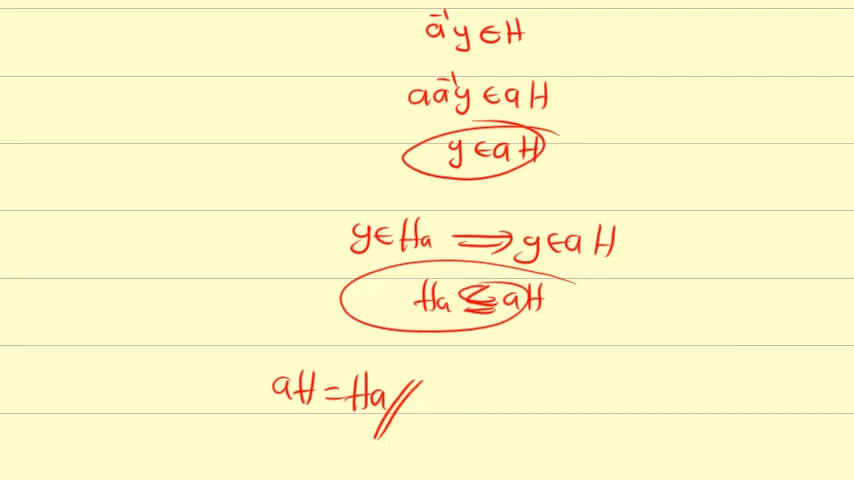 a⁻¹y ∈ H
aa⁻¹y ∈ aH
y ∈ aH
y ∈ Ha ⟹ y ∈ aH
Ha ⊆ aH
aH = Ha //